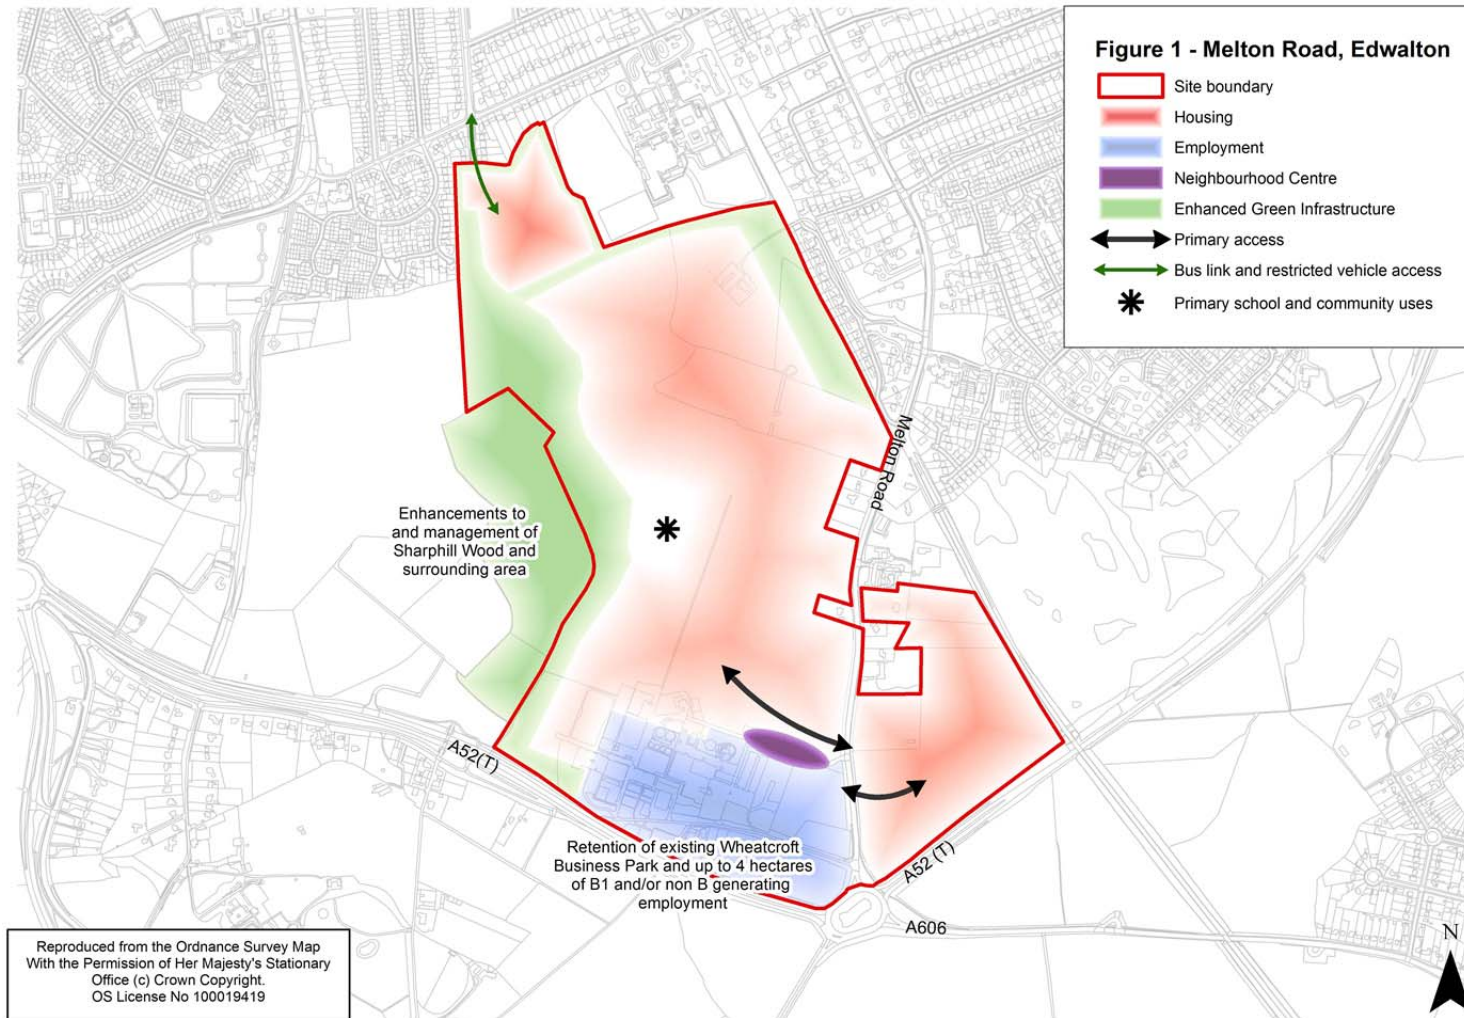 Figure 1 - Melton Road, Edwalton
Site boundary
Housing
Employment
Neighbourhood Centre
Enhanced Green Infrastructure
Primary access
Bus link and restricted vehicle access
Primary school and community uses
Melton Road
Enhancements to
and management of
Sharphill Wood and
surrounding area
A52(T)
Retention of existing Wheatcroft
Business Park and up to 4 hectares
of B1 and/or non B generating
employment
A52 (T)
A606
N
Reproduced from the Ordnance Survey Map
With the Permission of Her Majesty's Stationary
Office (c) Crown Copyright.
OS License No 100019419